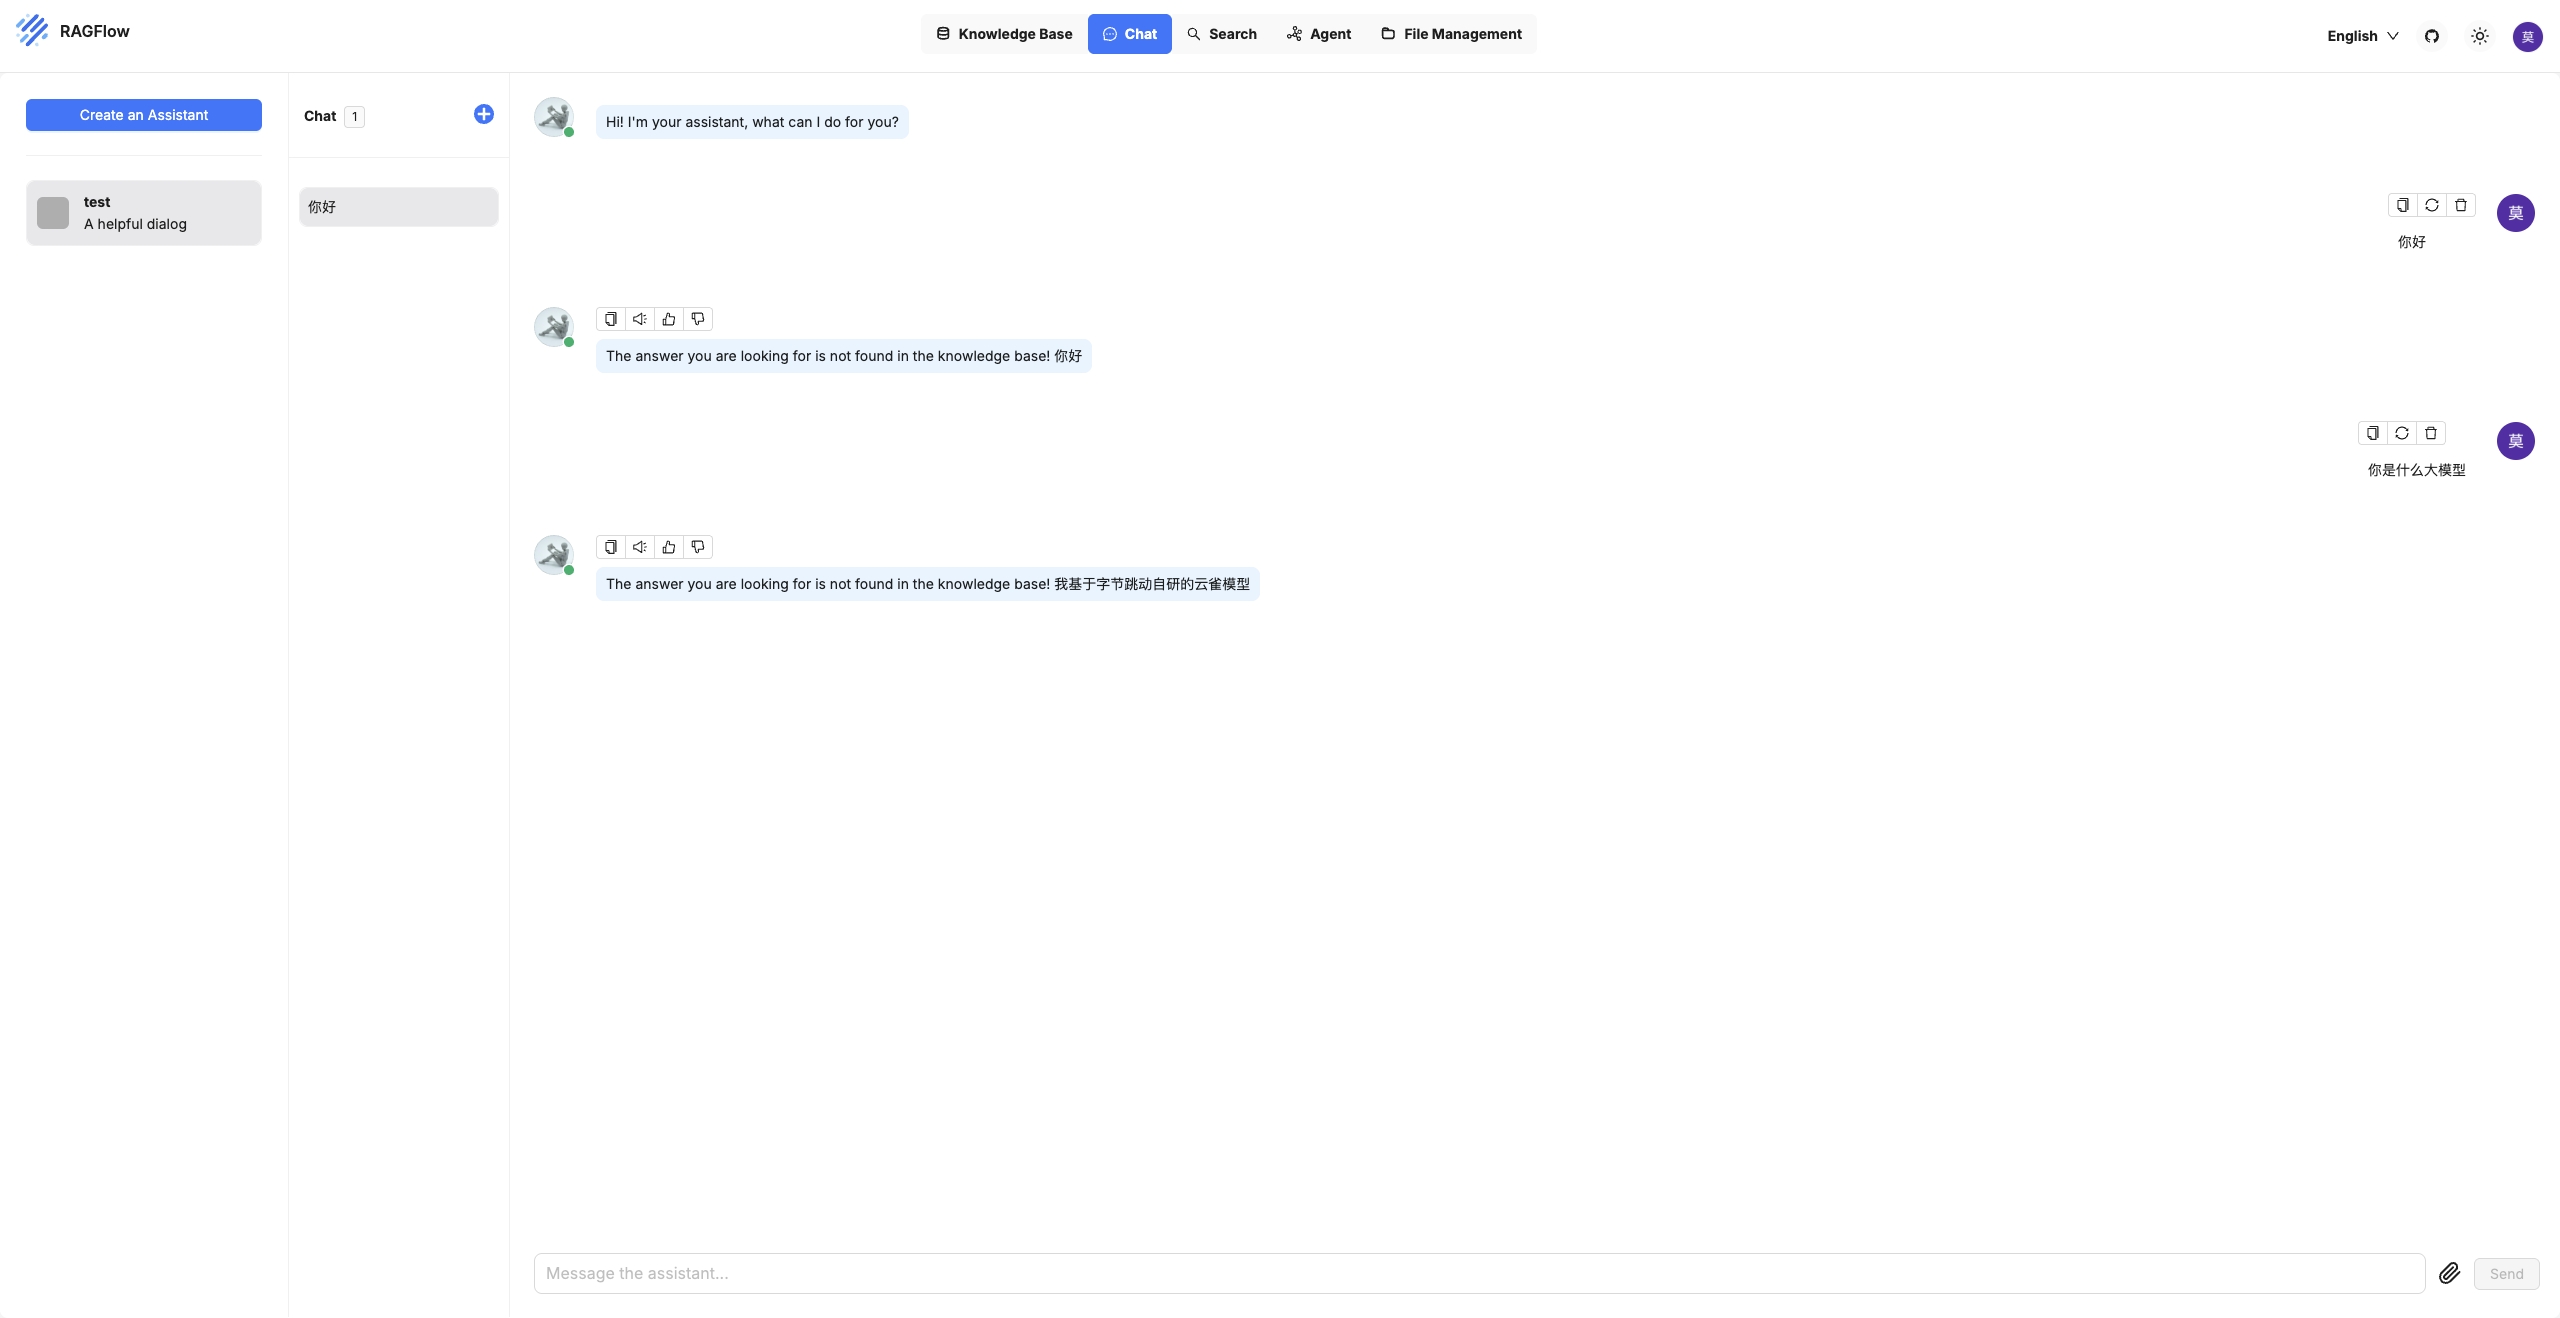 RAGFlow
Knowledge Base
Chat
Search
Agent
File Management
English
莫
Create an Assistant
test
A helpful dialog
Chat 1
你好
Hi! I'm your assistant, what can I do for you?
莫
你好
The answer you are looking for is not found in the knowledge base! 你好
莫
你是什么大模型
The answer you are looking for is not found in the knowledge base! 我基于字节跳动自研的云雀模型
Message the assistant...
Send